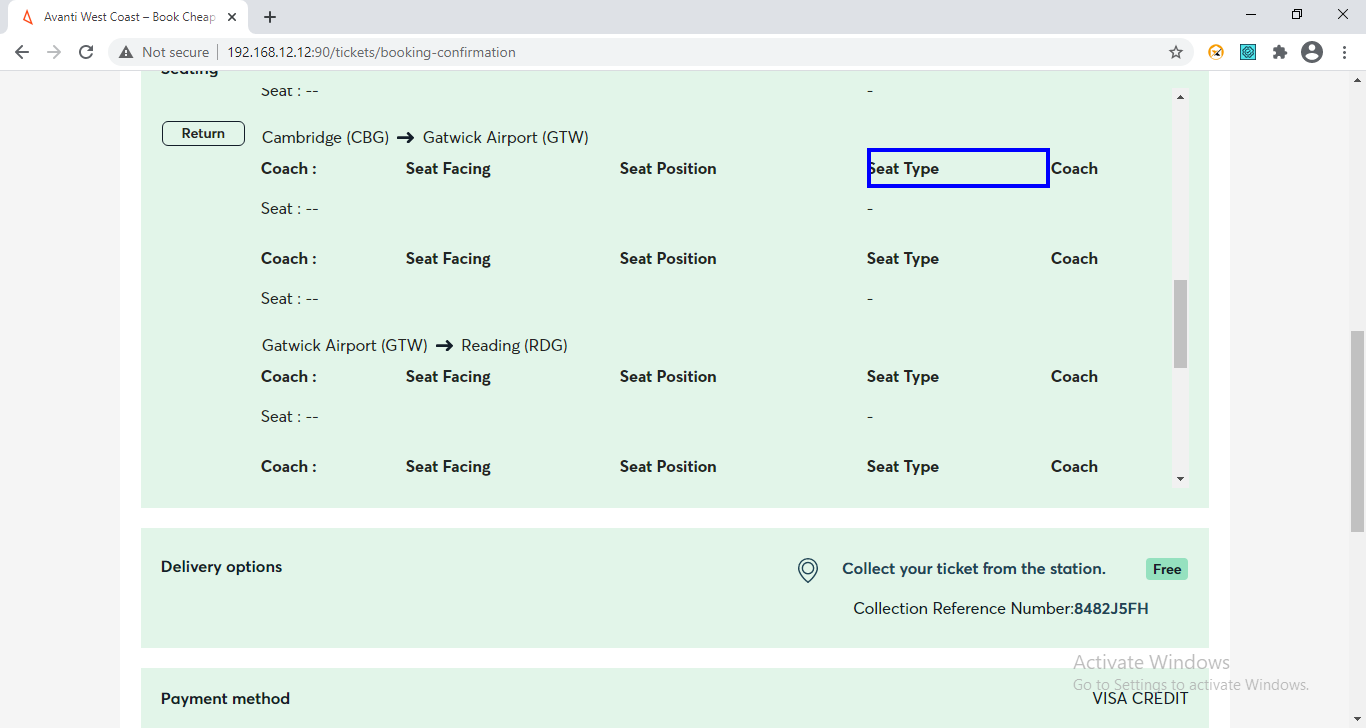 Avanti West Coast – Book Cheap
Not secure | 192.168.12.12:90/tickets/booking-confirmation
Seating
Seat : -- -
Return Cambridge (CBG) → Gatwick Airport (GTW)
Coach : Seat Facing Seat Position Seat Type Coach
Seat : -- -
Coach : Seat Facing Seat Position Seat Type Coach
Seat : -- -
Gatwick Airport (GTW) → Reading (RDG)
Coach : Seat Facing Seat Position Seat Type Coach
Seat : -- -
Coach : Seat Facing Seat Position Seat Type Coach
Delivery options Collect your ticket from the station. Free
Collection Reference Number:8482J5FH
Activate Windows
Go to Settings to activate Windows.
Payment method VISA CREDIT